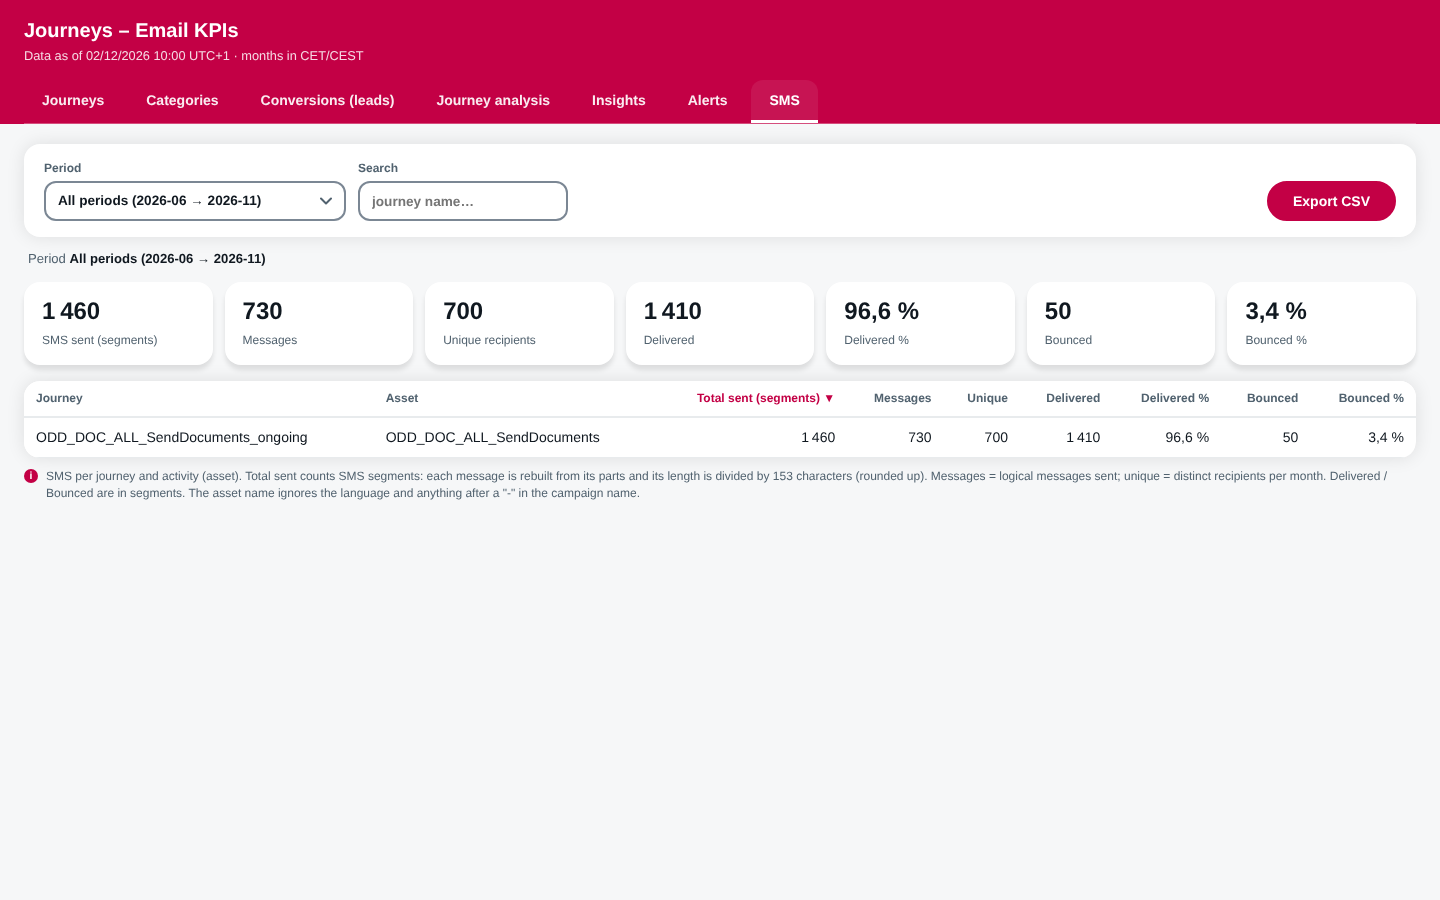 Journeys – Email KPIs
Data as of 02/12/2026 10:00 UTC+1 · months in CET/CEST
Journeys Categories Conversions (leads) Journey analysis Insights Alerts SMS
Period Search
All periods (2026-06 → 2026-11) journey name… Export CSV
Period All periods (2026-06 → 2026-11)
1 460 730 700 1 410 96,6 % 50 3,4 %
SMS sent (segments) Messages Unique recipients Delivered Delivered % Bounced Bounced %
Journey Asset Total sent (segments) ▼ Messages Unique Delivered Delivered % Bounced Bounced %
ODD_DOC_ALL_SendDocuments_ongoing ODD_DOC_ALL_SendDocuments 1 460 730 700 1 410 96,6 % 50 3,4 %
i SMS per journey and activity (asset). Total sent counts SMS segments: each message is rebuilt from its parts and its length is divided by 153 characters (rounded up). Messages = logical messages sent; unique = distinct recipients per month. Delivered /
Bounced are in segments. The asset name ignores the language and anything after a "-" in the campaign name.